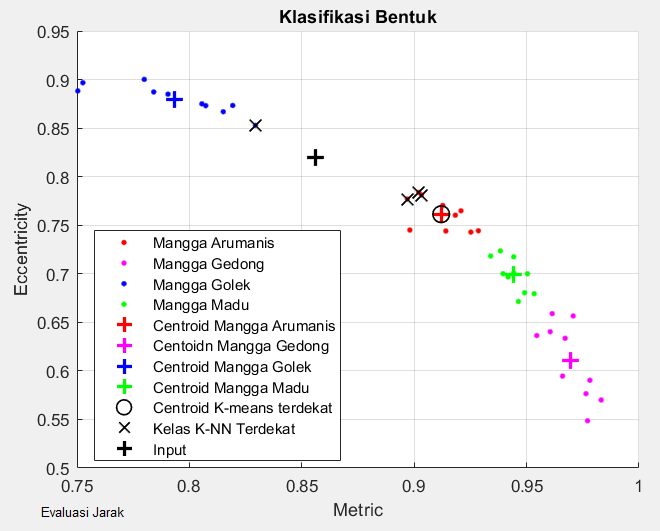 Klasifikasi Bentuk
0.95
0.9
0.85
0.8
0.75
0.7
0.65
0.6
0.55
0.5
Eccentricity
Mangga Arumanis
Mangga Gedong
Mangga Golek
Mangga Madu
Centroid Mangga Arumanis
Centoidn Mangga Gedong
Centroid Mangga Golek
Centroid Mangga Madu
Centroid K-means terdekat
Kelas K-NN Terdekat
Input
0.75 0.8 0.85 0.9 0.95 1
Metric
Evaluasi Jarak